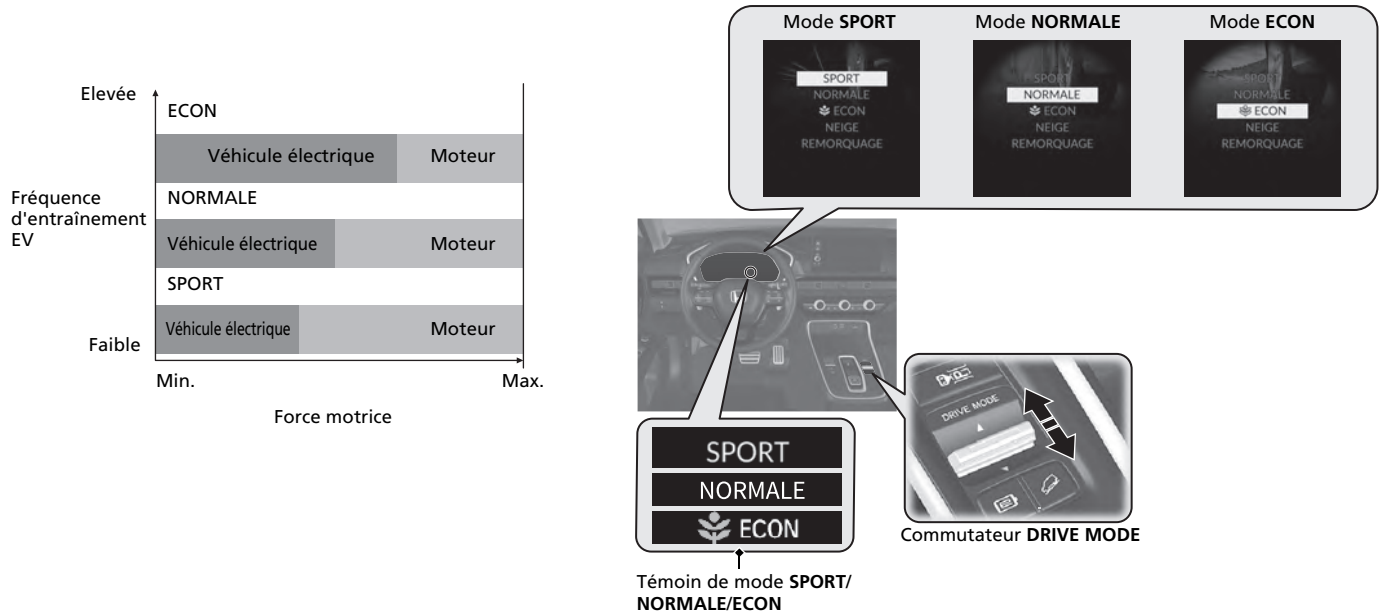 Elevée
ECON
Véhicule électrique Moteur
Fréquence
d'entraînement
EV
NORMALE
Véhicule électrique Moteur
SPORT
Véhicule électrique Moteur
Faible
Min. Max.
Force motrice
Mode SPORT Mode NORMALE Mode ECON
SPORT
NORMALE
ECON
NEIGE
REMORQUAGE
SPORT
NORMALE
ECON
NEIGE
REMORQUAGE
SPORT
NORMALE
ECON
NEIGE
REMORQUAGE
SPORT
NORMALE
ECON
Témoin de mode SPORT/
NORMALE/ECON
DRIVE MODE
Commutateur DRIVE MODE